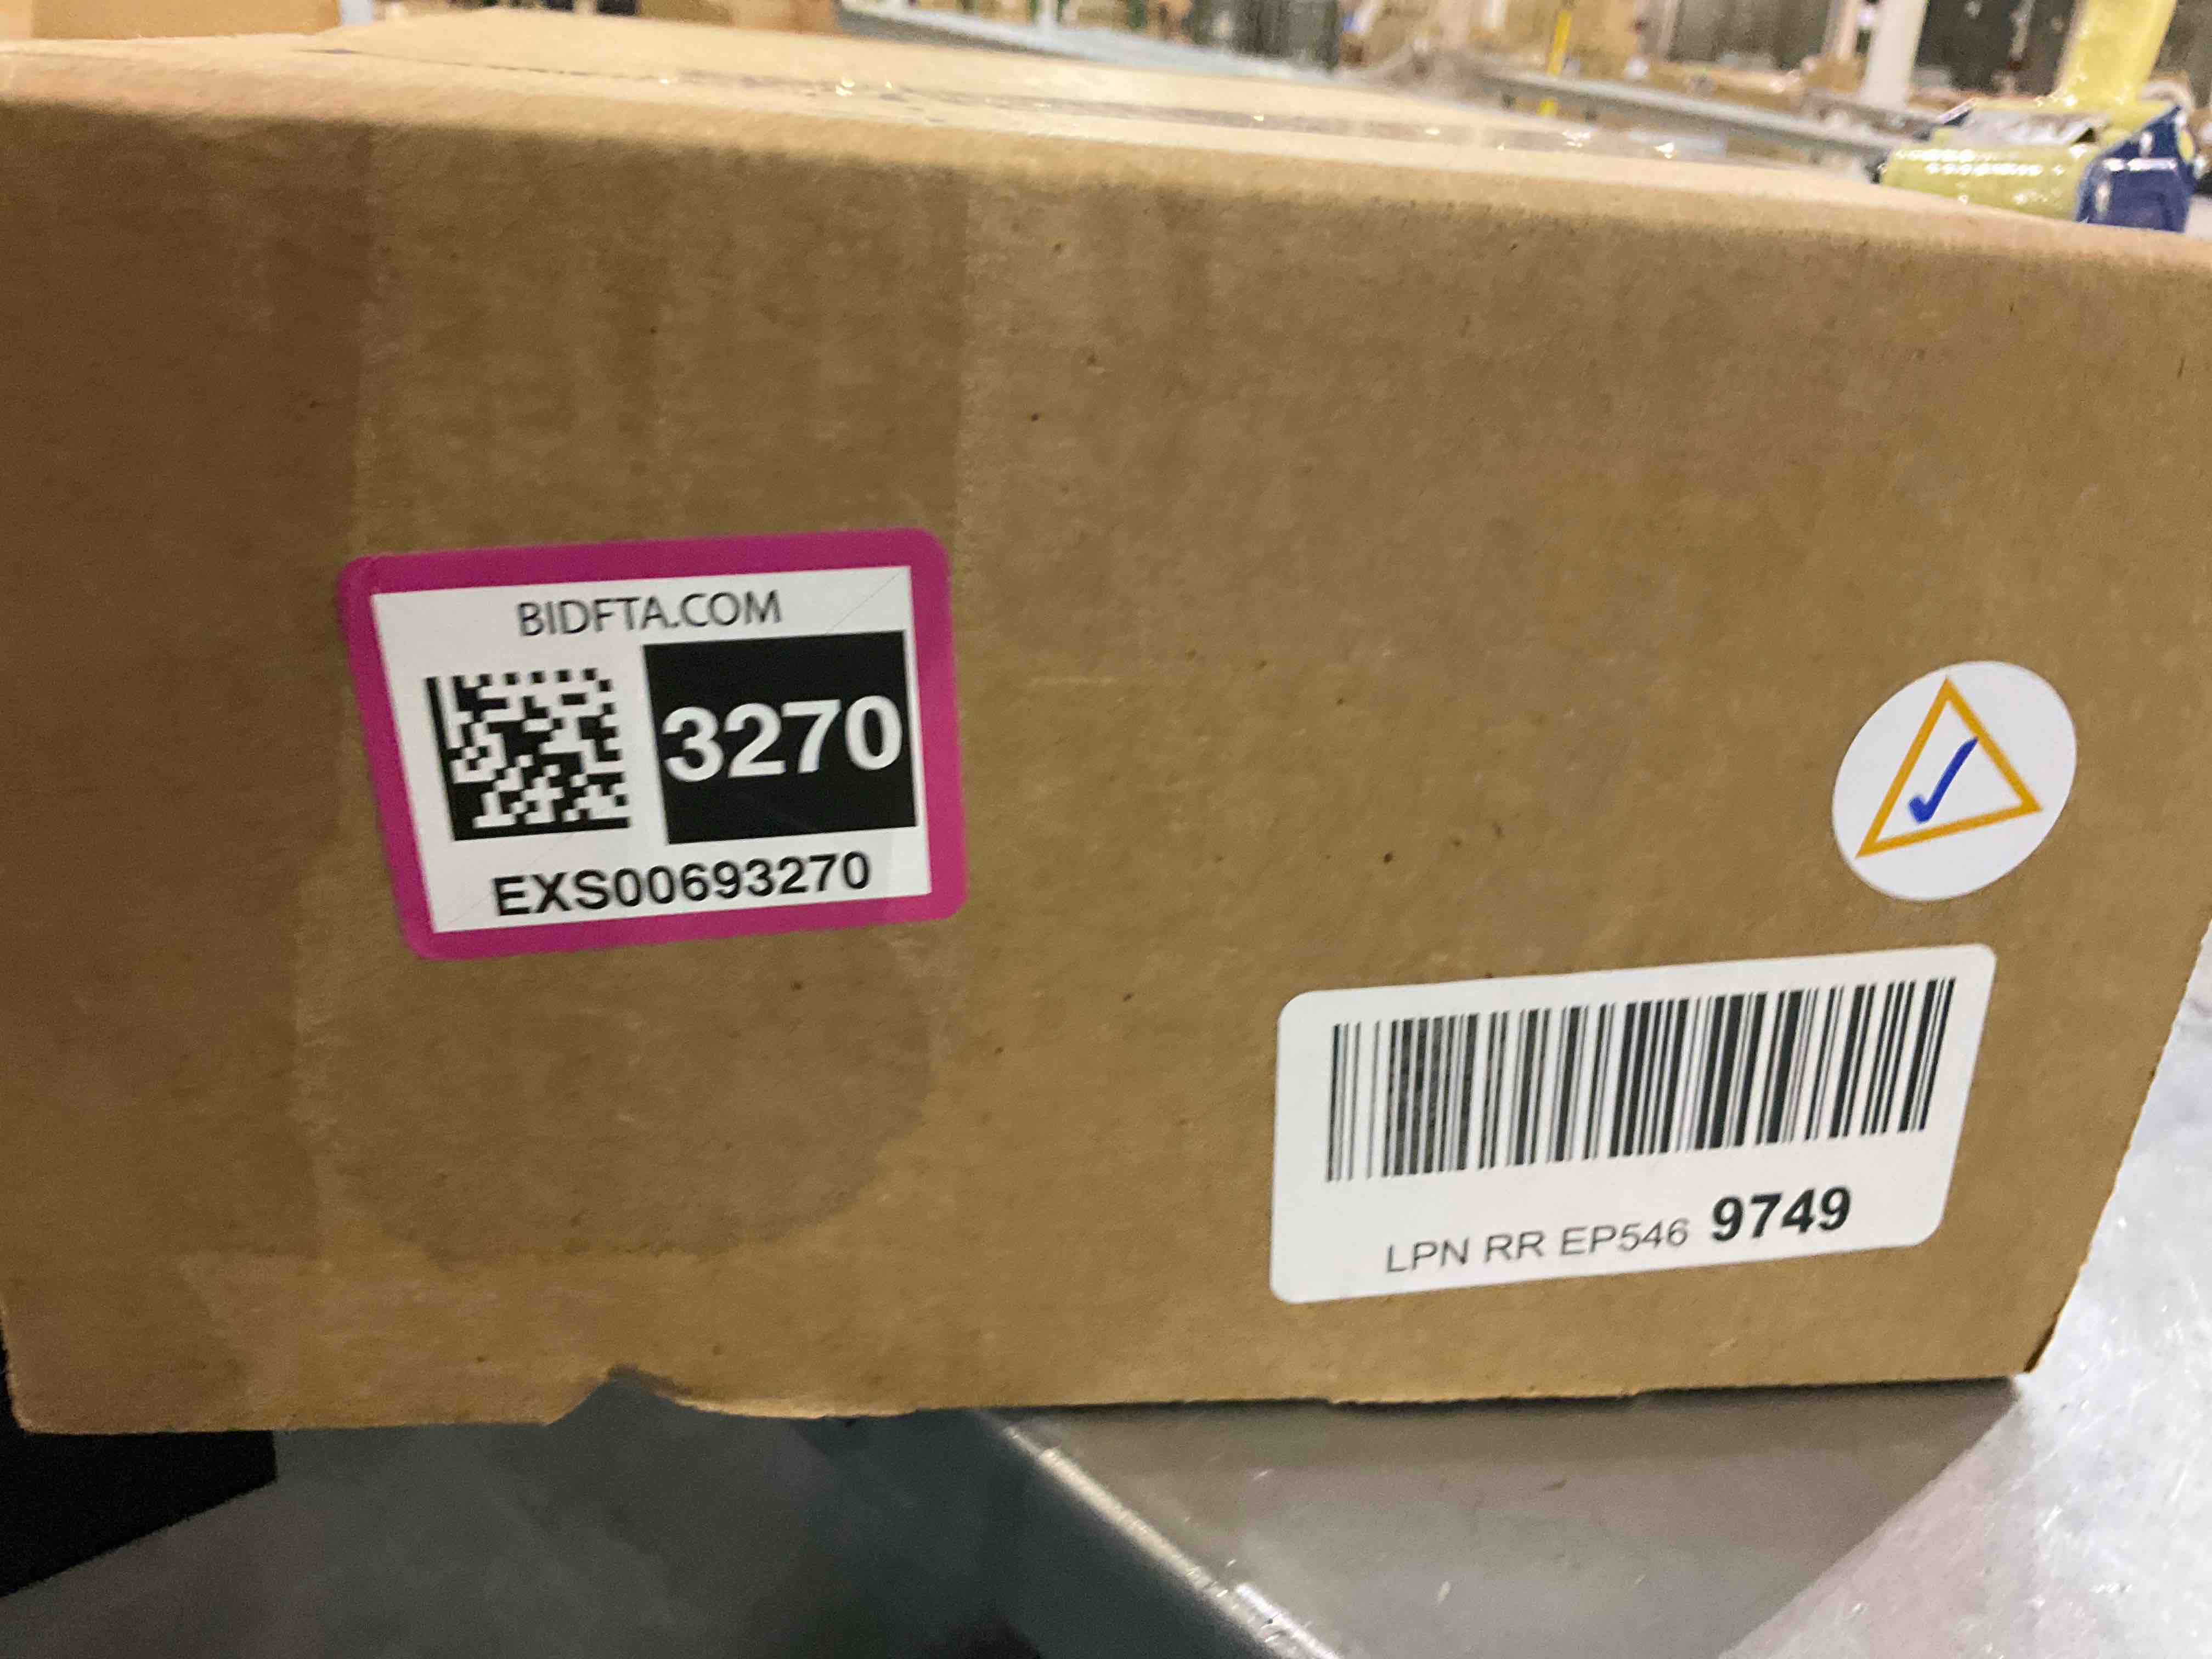 BIDFTA.COM
3270
EXS00693270
LPN RR EP546 9749